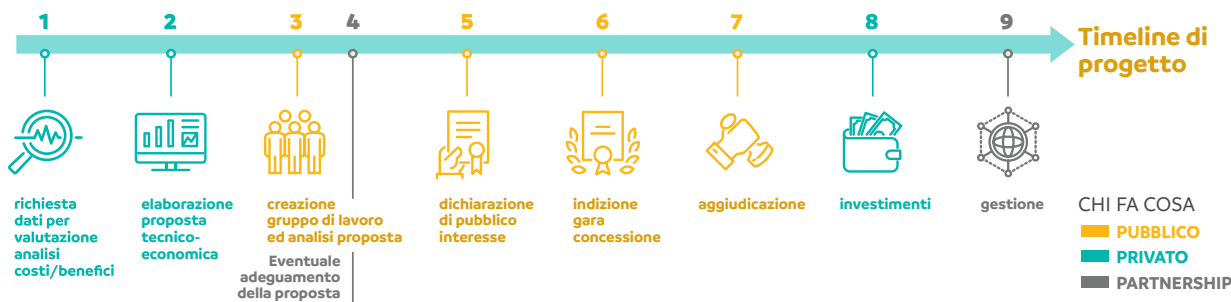 1 2 3 4 5 6 7 8 9
Timeline di
progetto
richiesta
dati per
valutazione
analisi
costi/benefici
elaborazione
proposta
tecnico-
economica
creazione
gruppo di lavoro
ed analisi proposta
Eventuale
adeguamento
della proposta
dichiarazione
di pubblico
interesse
indizione
gara
concessione
aggiudicazione
investimenti
gestione
CHI FA COSA
PUBBLICO
PRIVATO
PARTNERSHIP